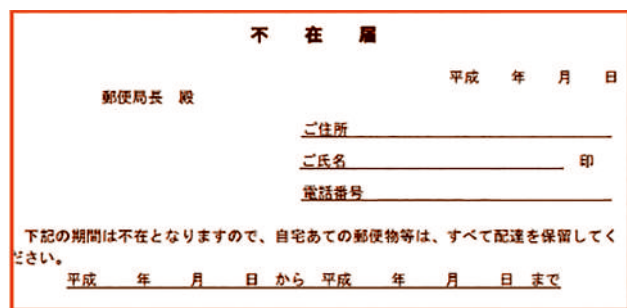 不在届
平成　年　月　日
郵便局長　殿
ご住所
ご氏名　印
電話番号
下記の期間は不在となりますので、自宅あての郵便物等は、すべて配達を保留してく
ださい。
平成　年　月　日　から　平成　年　月　日　まで